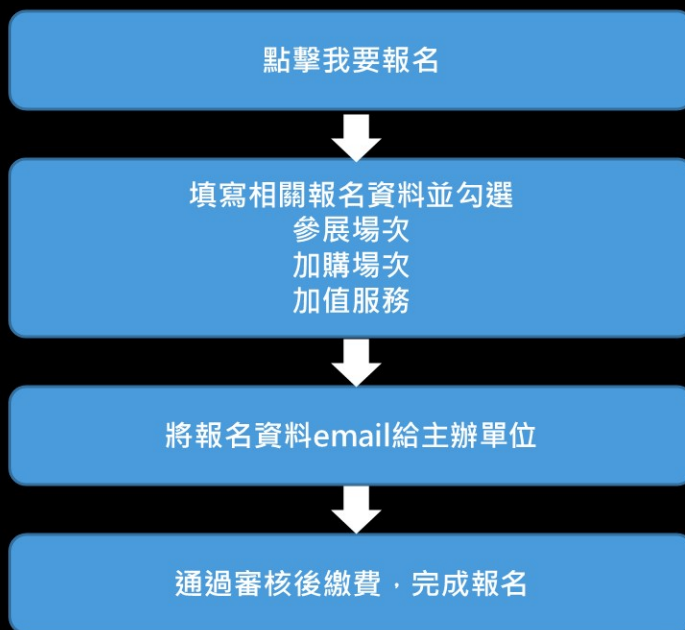 點擊我要報名
填寫相關報名資料並勾選
參展場次
加購場次
加值服務
將報名資料email給主辦單位
通過審核後繳費，完成報名